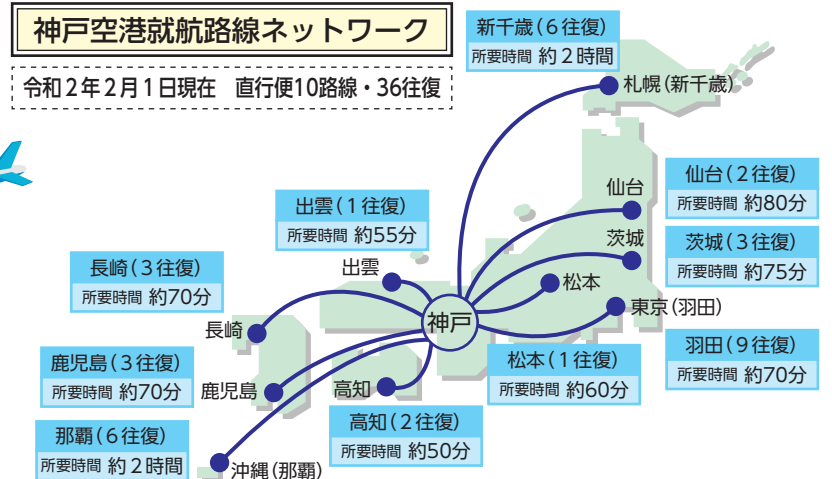 神戸空港就航路線ネットワーク
令和2年2月1日現在　直行便10路線・36往復
新千歳(6往復)
所要時間 約2時間
札幌(新千歳)
仙台
仙台(2往復)
所要時間 約80分
出雲(1往復)
所要時間 約55分
茨城
茨城(3往復)
所要時間 約75分
長崎(3往復)
所要時間 約70分
出雲
松本
東京(羽田)
神戸
長崎
羽田(9往復)
所要時間 約70分
鹿児島(3往復)
所要時間 約70分
鹿児島
高知
松本(1往復)
所要時間 約60分
高知(2往復)
所要時間 約50分
那覇(6往復)
所要時間 約2時間
沖縄(那覇)